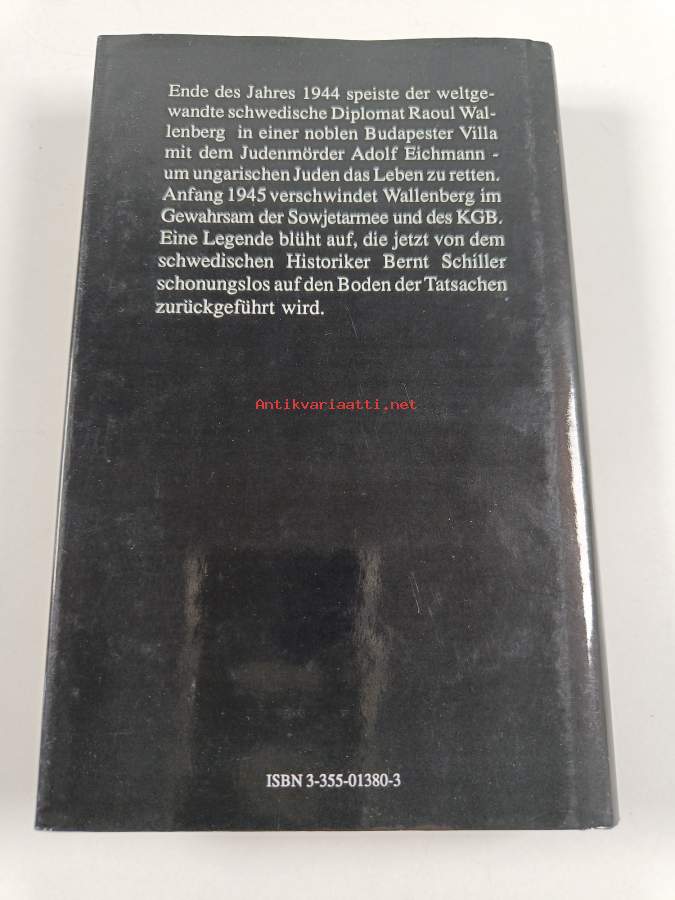 Ende des Jahres 1944 speiste der weltge-
wandte schwedische Diplomat Raoul Wal-
lenberg in einer noblen Budapester Villa
mit dem Judenmörder Adolf Eichmann -
um ungarischen Juden das Leben zu retten.
Anfang 1945 verschwindet Wallenberg im
Gewahrsam der Sowjetarmee und des KGB.
Eine Legende blüht auf, die jetzt von dem
schwedischen Historiker Bernt Schiller
schonungslos auf den Boden der Tatsachen
zurückgeführt wird.
Antikvariaatti.net
ISBN 3-355-01380-3